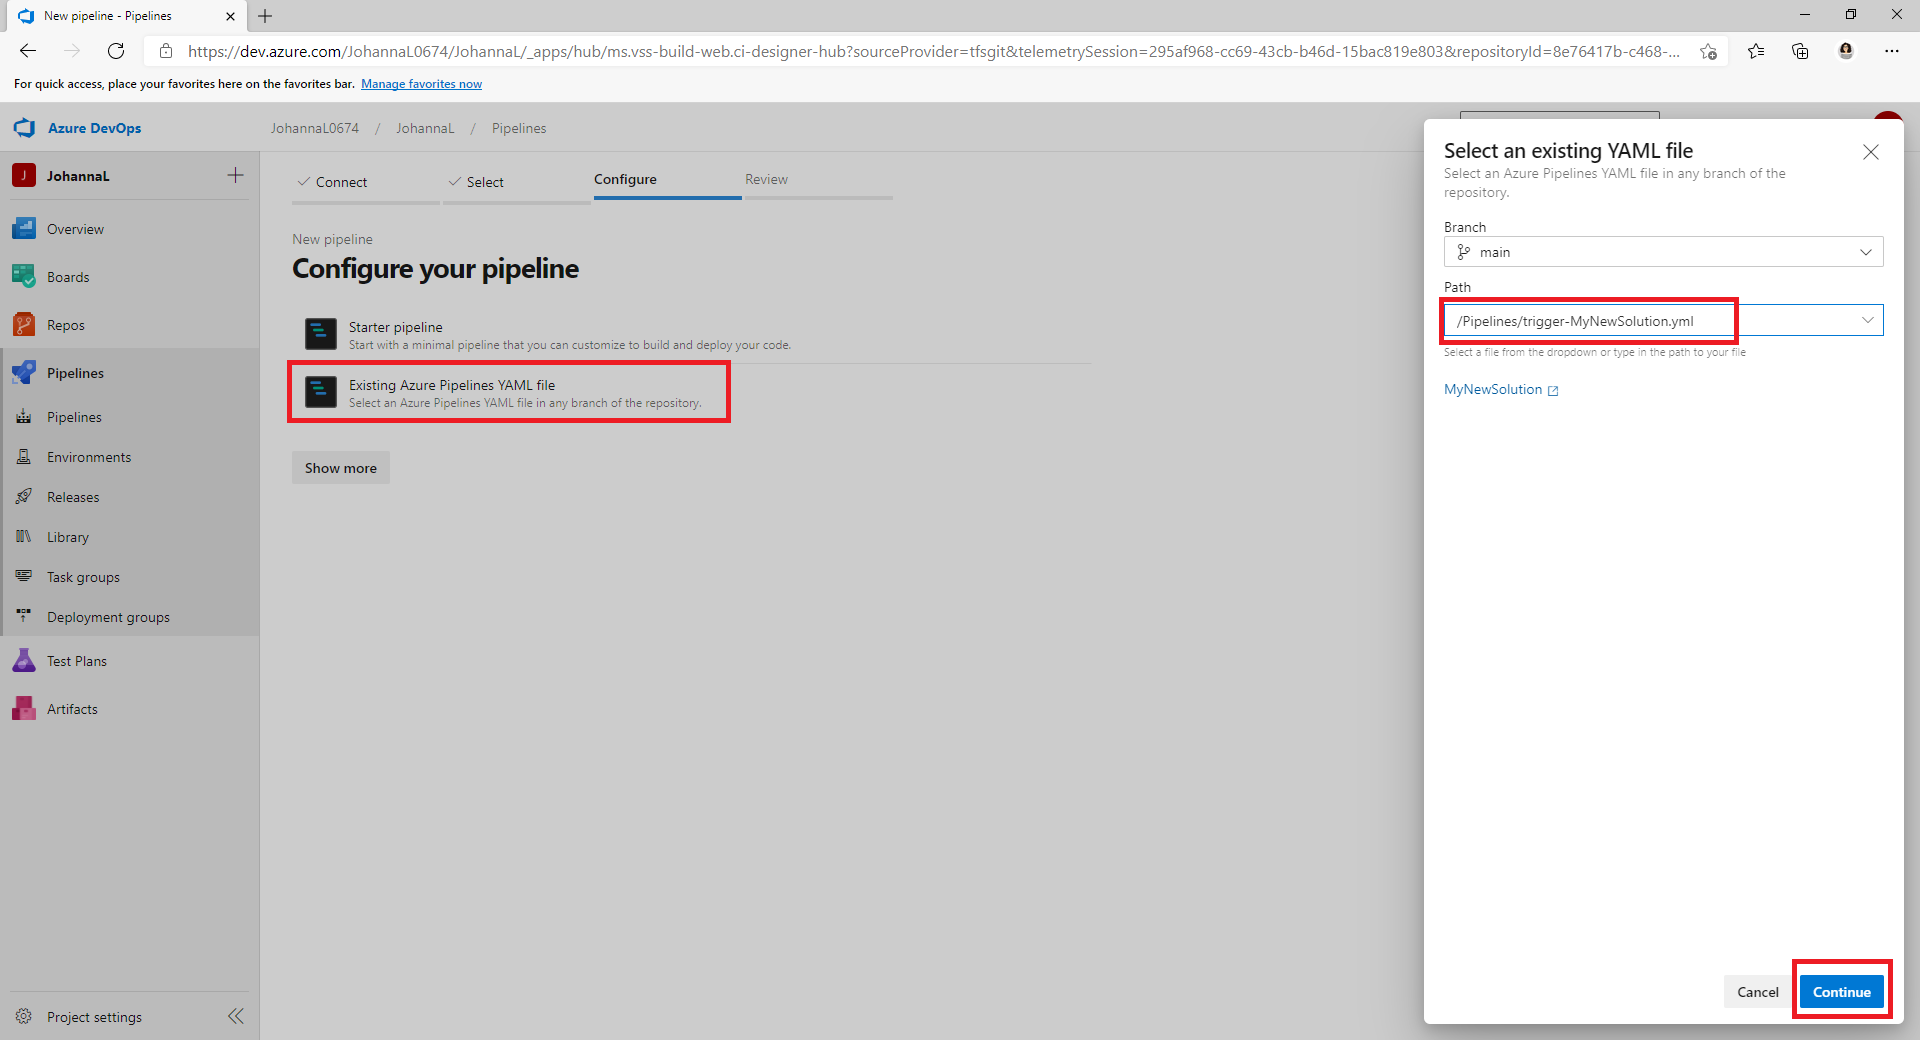 New pipeline - Pipelines
https://dev.azure.com/JohannaL0674/JohannaL/_apps/hub/ms.vss-build-web.ci-designer-hub?sourceProvider=tfsgit&telemetrySession=295af968-cc69-43cb-b46d-15bac819e803&repositoryId=8e76417b-c468-...
For quick access, place your favorites here on the favorites bar. Manage favorites now
Azure DevOps
JohannaL0674 / JohannaL / Pipelines
J JohannaL
Overview
Boards
Repos
Pipelines
Pipelines
Environments
Releases
Library
Task groups
Deployment groups
Test Plans
Artifacts
Project settings
Connect
Select
Configure
Review
New pipeline
Configure your pipeline
Starter pipeline
Start with a minimal pipeline that you can customize to build and deploy your code.
Existing Azure Pipelines YAML file
Select an Azure Pipelines YAML file in any branch of the repository.
Show more
Select an existing YAML file
Select an Azure Pipelines YAML file in any branch of the
repository.
Branch
main
Path
/Pipelines/trigger-MyNewSolution.yml
Select a file from the dropdown or type in the path to your file
MyNewSolution
Cancel
Continue